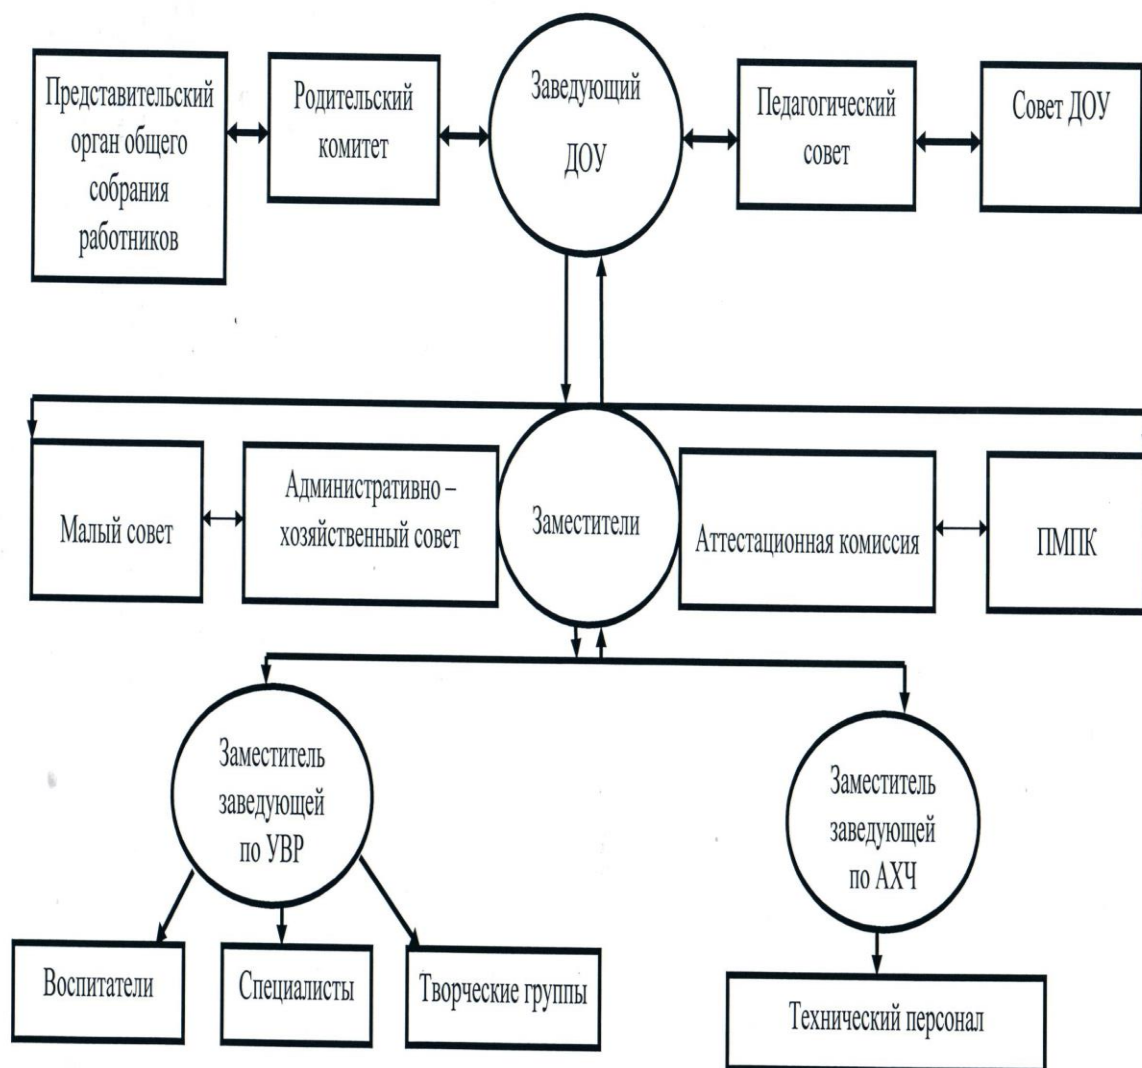 Представительский
орган общего
собрания
работников
Родительский
комитет
Заведующий
ДОУ
Педагогический
совет
Совет ДОУ
Малый совет
Административно –
хозяйственный совет
Заместители
Аттестационная комиссия
ПМПК
Заместитель
заведующей
по УВР
Заместитель
заведующей
по АХЧ
Воспитатели
Специалисты
Творческие группы
Технический персонал